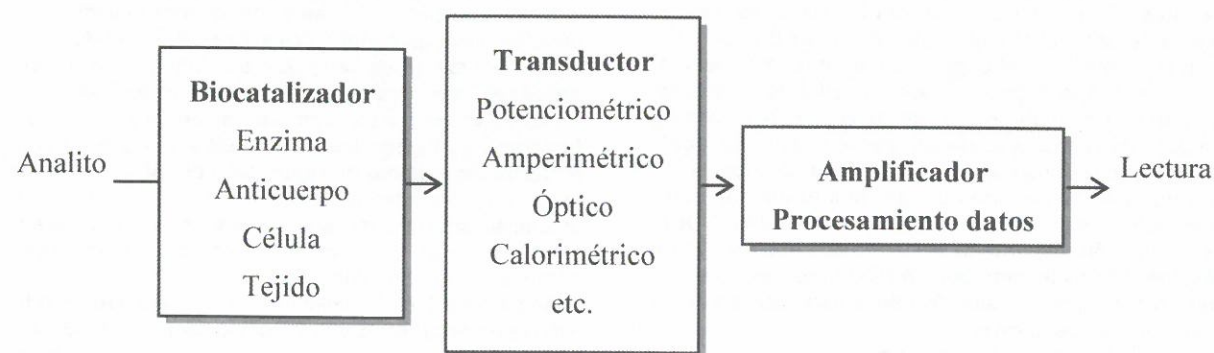 Analito
Biocatalizador
Enzima
Anticuerpo
Célula
Tejido
Transductor
Potenciométrico
Amperimétrico
Óptico
Calorimétrico
etc.
Amplificador
Procesamiento datos
Lectura